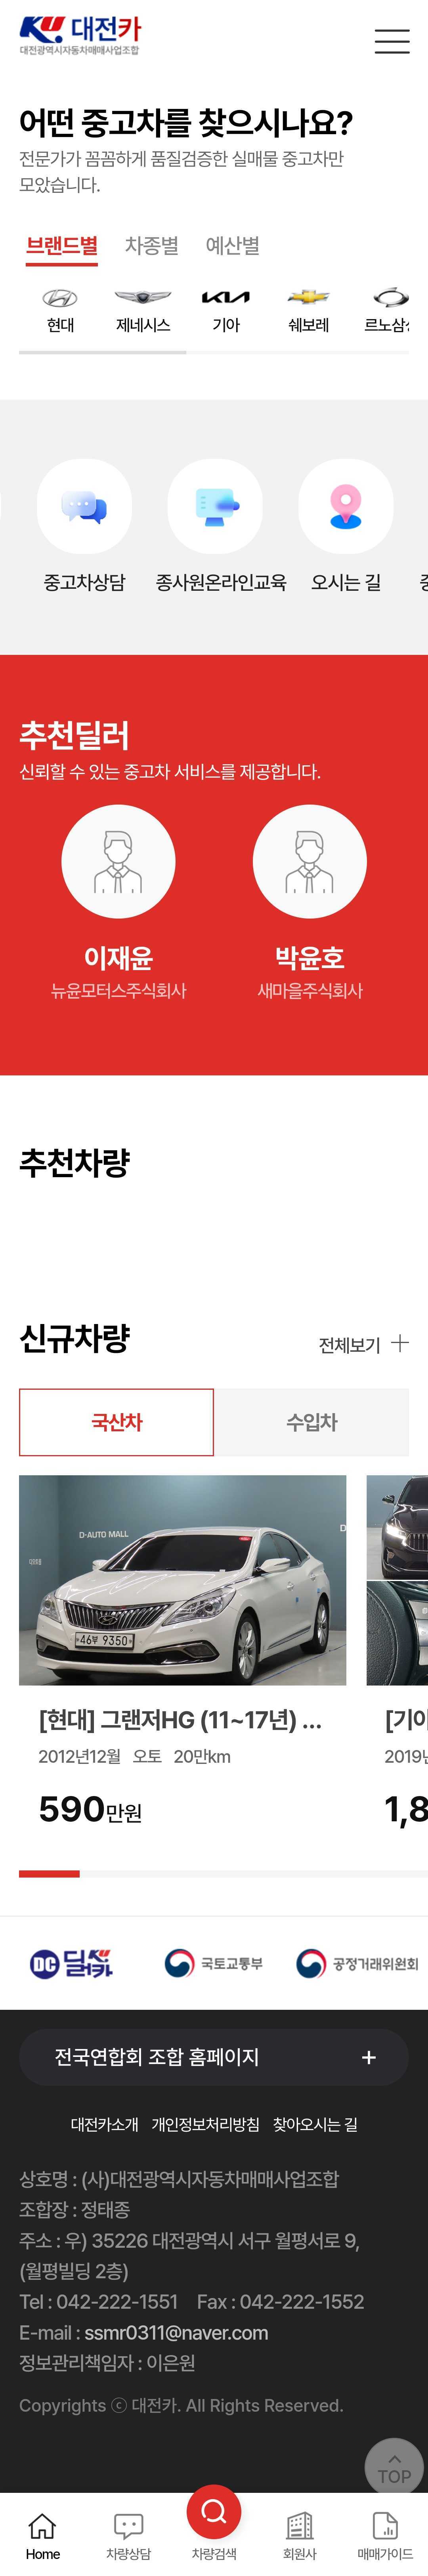 KU. 대전카
대전광역시자동차매매사업조합
어떤 중고차를 찾으시나요?
전문가가 꼼꼼하게 품질검증한 실매물 중고차만
모았습니다.
브랜드별 차종별 예산별
현대 제네시스 기아 쉐보레 르노삼성
중고차상담 종사원온라인교육 오시는 길
추천딜러
신뢰할 수 있는 중고차 서비스를 제공합니다.
이재윤 박윤호
뉴윤모터스주식회사 새마을주식회사
추천차량
신규차량 전체보기
국산차 수입차
D-AUTO MALL
46부 9350
[현대] 그랜저HG (11~17년) ... [기아
2012년12월 오토 20만km 2019년
590만원 1,8
DC 딜카 국토교통부 공정거래위원회
전국연합회 조합 홈페이지 +
대전카소개 개인정보처리방침 찾아오시는 길
상호명 : (사)대전광역시자동차매매사업조합
조합장 : 정태종
주소 : 우) 35226 대전광역시 서구 월평서로 9,
(월평빌딩 2층)
Tel : 042-222-1551 Fax : 042-222-1552
E-mail : ssmr0311@naver.com
정보관리책임자 : 이은원
Copyrights ⓒ 대전카. All Rights Reserved.
TOP
Home 차량상담 차량검색 회원사 매매가이드